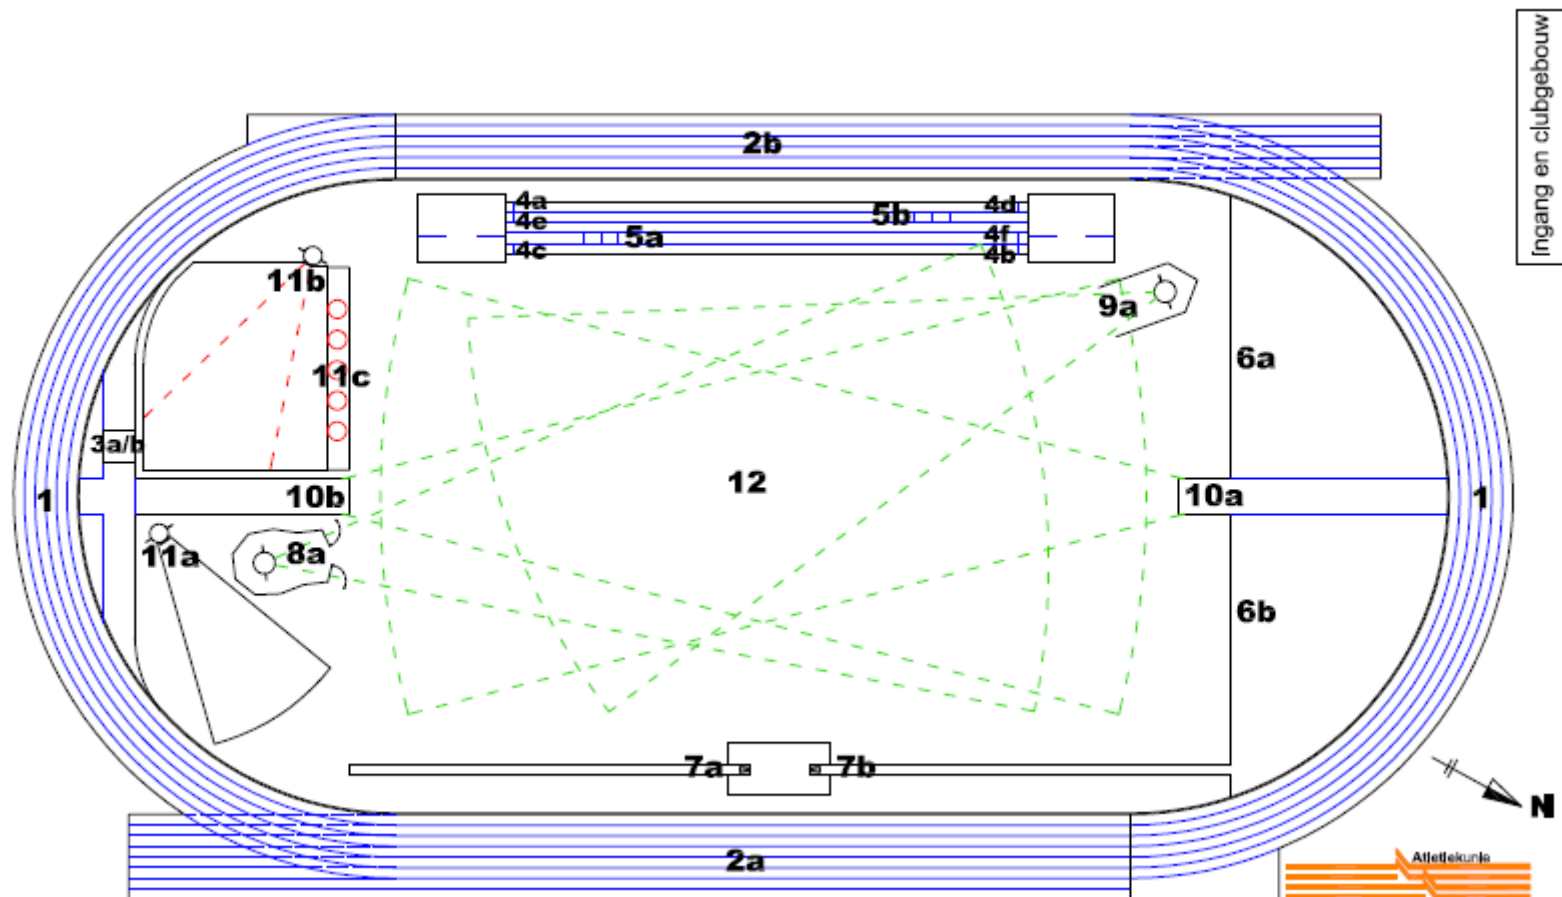 Ingang en clubgebouw
2b
4a
4d
5b
4e
5a
4f
4c
4b
11b
9a
6a
11c
3a/b
12
1
10b
10a
1
11a
8a
6b
7a
7b
N
2a
Atletiekunie